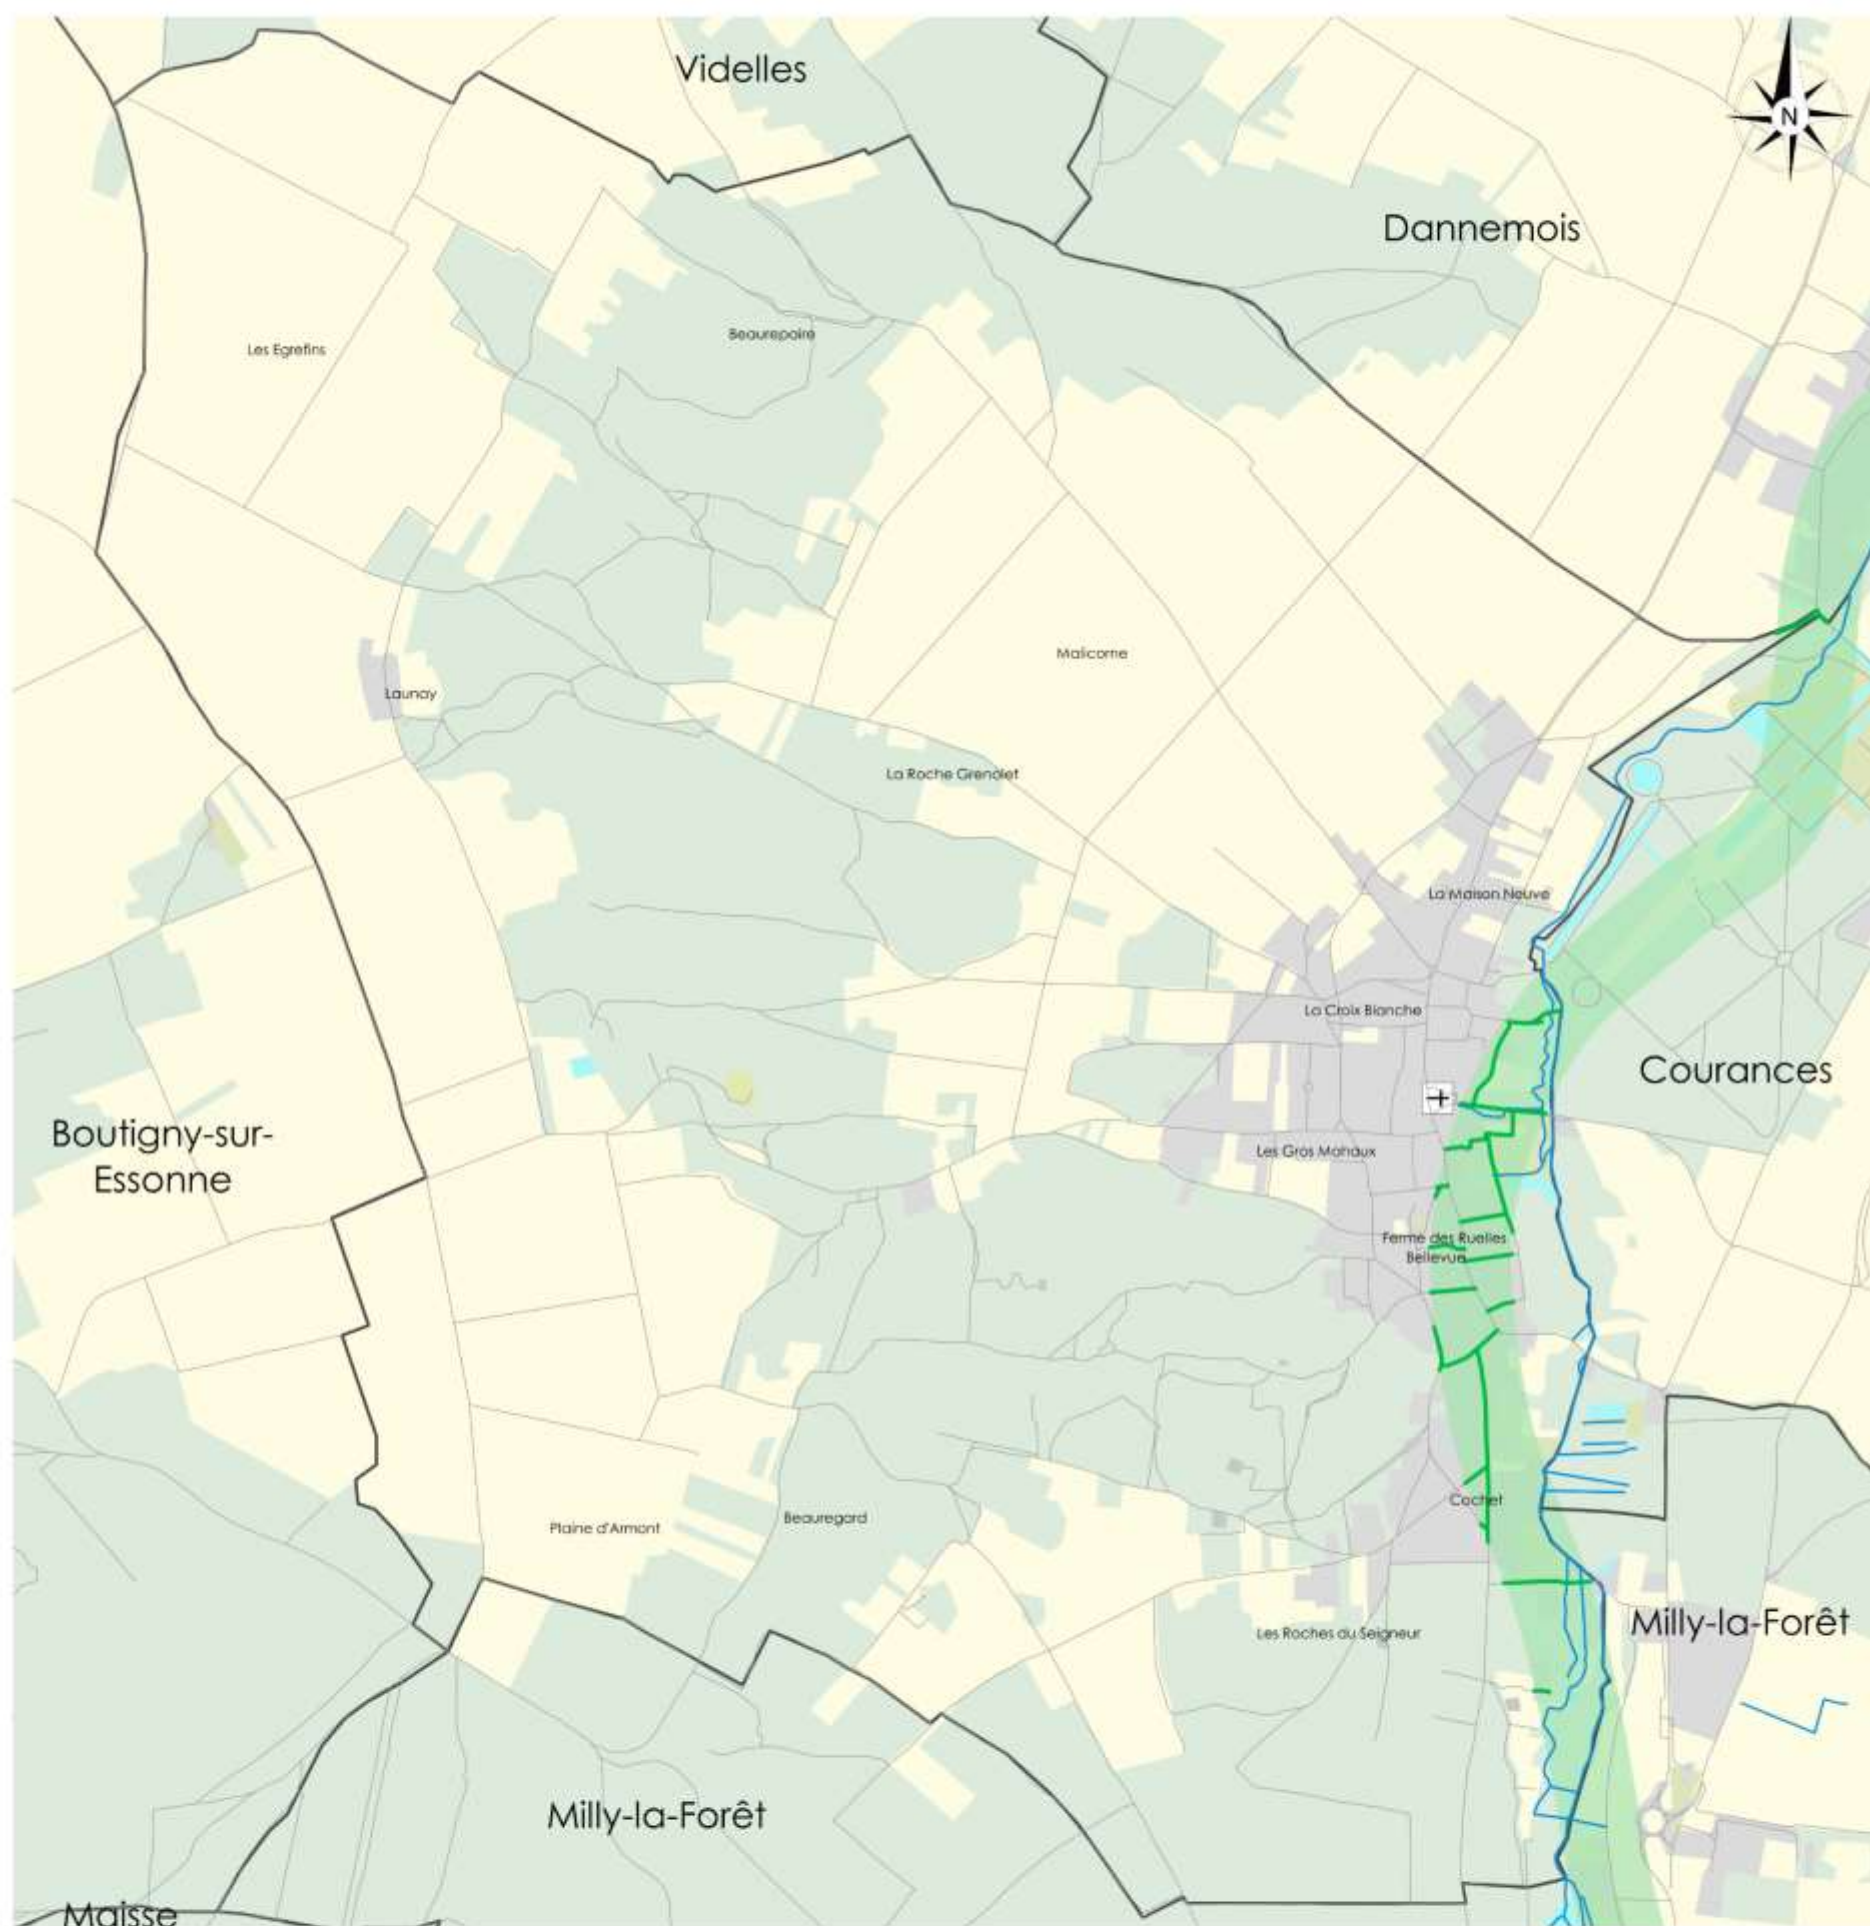 Videlles
N
Dannemois
Beaurepaire
Les Egrefins
Malicorne
Launay
La Roche Grenolet
La Maison Neuve
La Croix Blanche
Courances
Boutigny-sur-
Essonne
Les Gros Mahaux
Ferme des Ruelles
Bellevue
Cochet
Beauregard
Plaine d'Armont
Milly-la-Forêt
Les Roches du Seigneur
Milly-la-Forêt
Maisse